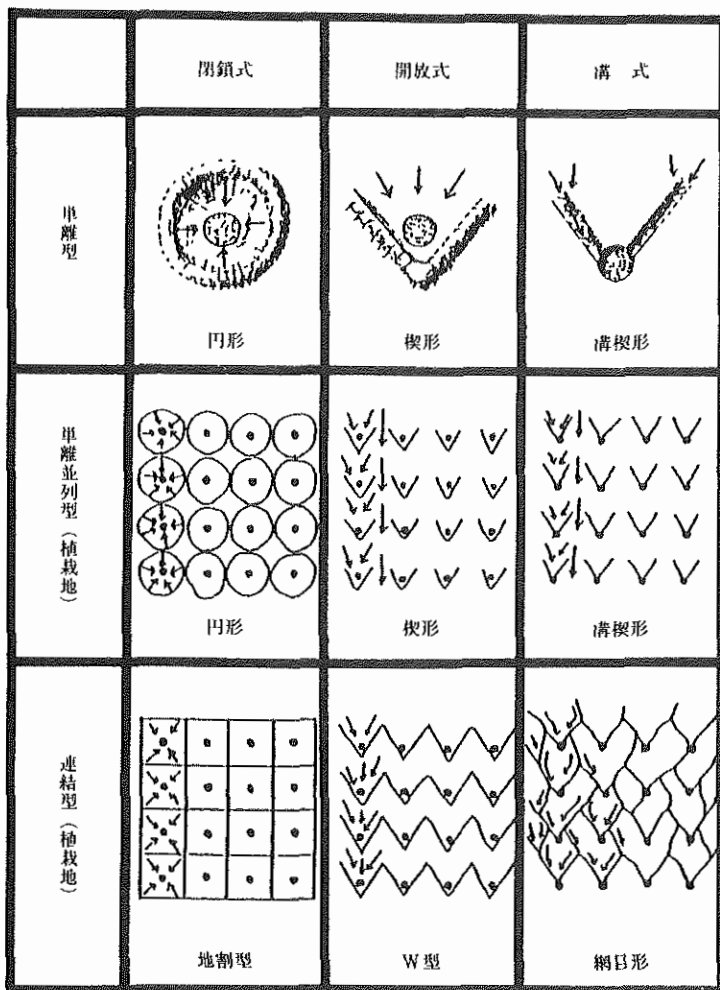 閉鎖式
開放式
溝 式
単離型
円形
楔形
溝楔形
単離並列型（植栽地）
円形
楔形
溝楔形
連結型（植栽地）
地割型
W型
網目形